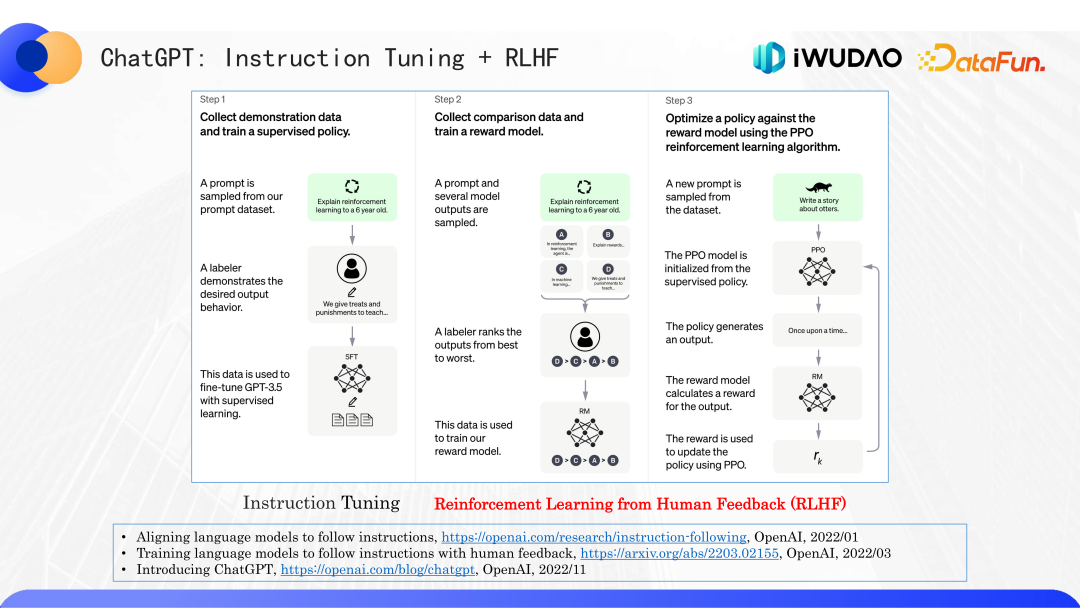 ChatGPT: Instruction Tuning + RLHF
iWUDAO
DataFun.
Step 1
Collect demonstration data
and train a supervised policy.
A prompt is
sampled from our
prompt dataset.
Explain reinforcement
learning to a 6 year old.
A labeler
demonstrates the
desired output
behavior.
We give treats and
punishments to teach...
This data is used to
fine-tune GPT-3.5
with supervised
learning.
SFT
Step 2
Collect comparison data and
train a reward model.
A prompt and
several model
outputs are
sampled.
Explain reinforcement
learning to a 6 year old.
A
In reinforcement
learning, the
agent is...
B
Explain rewards...
C
In machine
learning...
D
We give treats and
punishments to
teach...
A labeler ranks the
outputs from best
to worst.
D > C > A > B
This data is used
to train our
reward model.
RM
D > C > A > B
Step 3
Optimize a policy against the
reward model using the PPO
reinforcement learning algorithm.
A new prompt is
sampled from
the dataset.
Write a story
about otters.
The PPO model is
initialized from the
supervised policy.
PPO
The policy generates
an output.
Once upon a time...
The reward model
calculates a reward
for the output.
RM
The reward is used
to update the
policy using PPO.
rk
Instruction Tuning
Reinforcement Learning from Human Feedback (RLHF)
• Aligning language models to follow instructions, https://openai.com/research/instruction-following, OpenAI, 2022/01
• Training language models to follow instructions with human feedback, https://arxiv.org/abs/2203.02155, OpenAI, 2022/03
• Introducing ChatGPT, https://openai.com/blog/chatgpt, OpenAI, 2022/11